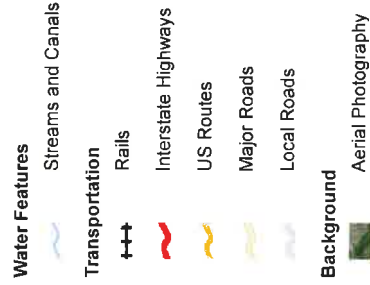 Water Features
Streams and Canals
Transportation
Rails
Interstate Highways
US Routes
Major Roads
Local Roads
Background
Aerial Photography